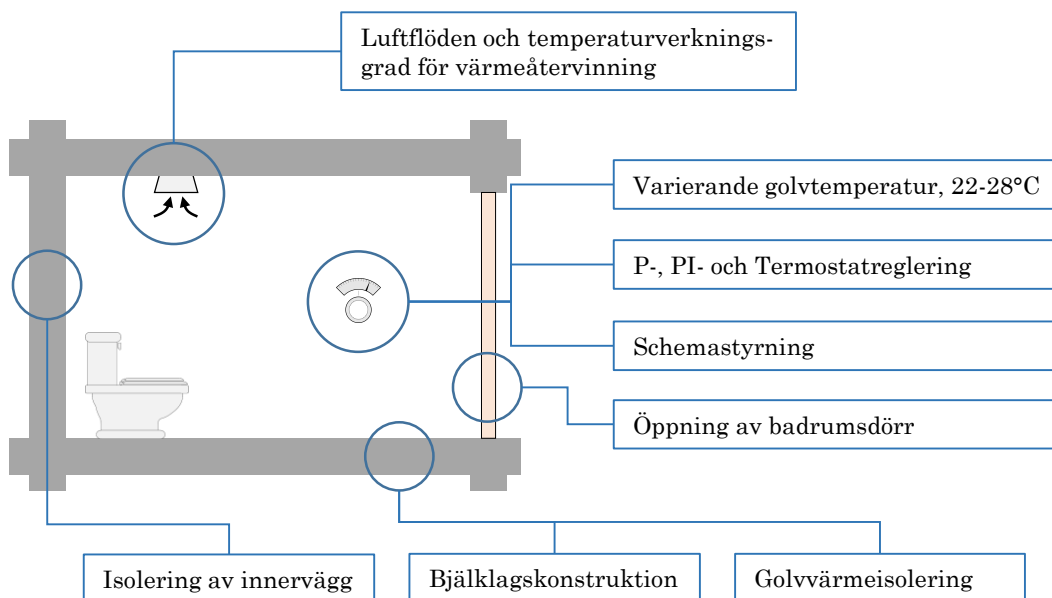 Luftflöden och temperaturverknings-
grad för värmeåtervinning
Varierande golvtemperatur, 22-28°C
P-, PI- och Termostatreglering
Schemastyrning
Öppning av badrumsdörr
Isolering av innervägg
Bjälklagskonstruktion
Golvvärmeisolering